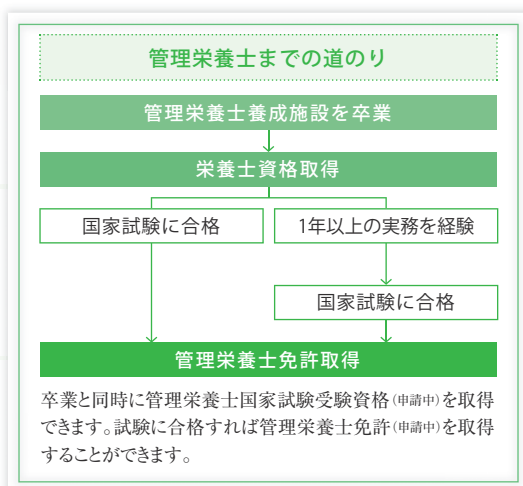 管理栄養士までの道のり
管理栄養士養成施設を卒業
栄養士資格取得
国家試験に合格
1年以上の実務を経験
国家試験に合格
管理栄養士免許取得
卒業と同時に管理栄養士国家試験受験資格(申請中)を取得
できます。試験に合格すれば管理栄養士免許(申請中)を取得
することができます。